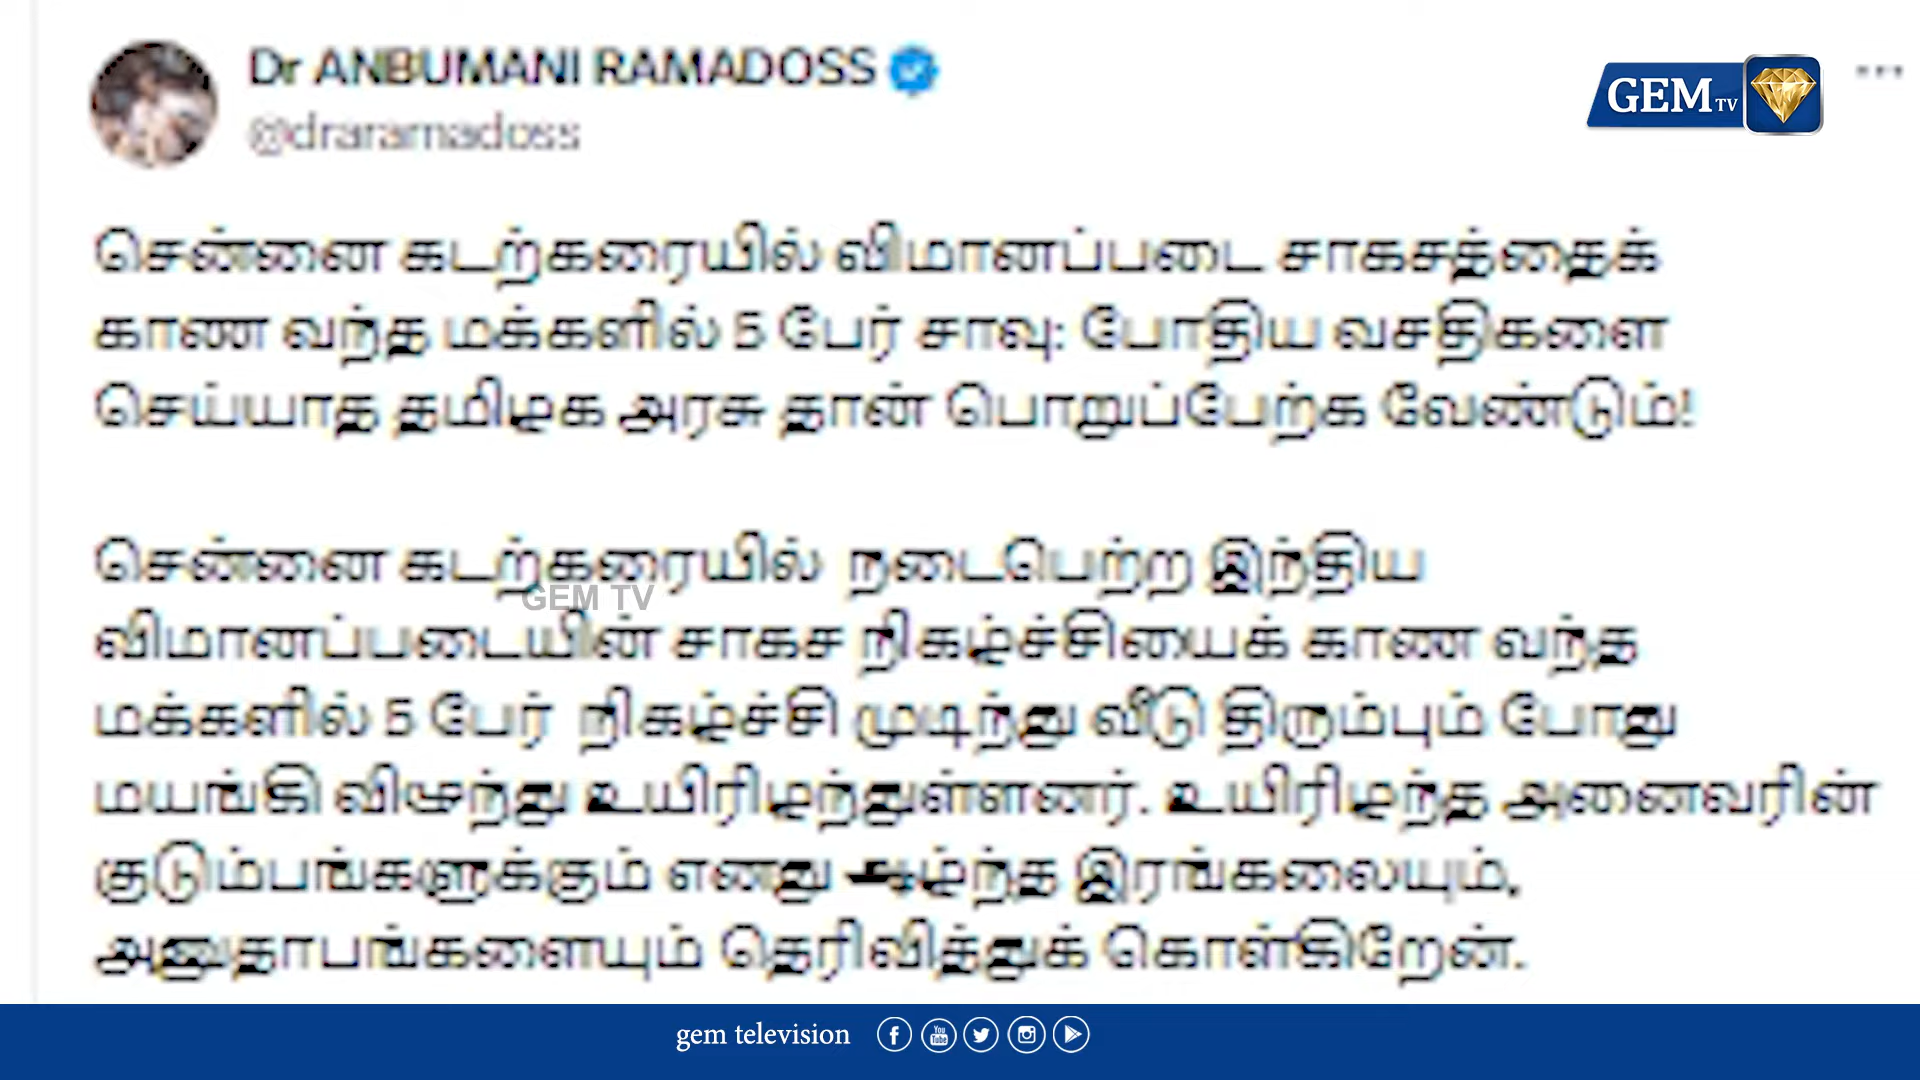 Dr ANBUMANI RAMADOSS
@draramadoss
GEM TV
சென்னை கடற்கரையில் விமானப்படை சாகசத்தைக்
காண வந்த மக்களில் 5 பேர் சாவு: போதிய வசதிகளை
செய்யாத தமிழக அரசு தான் பொறுப்பேற்க வேண்டும்!
சென்னை கடற்கரையில் நடைபெற்ற இந்திய
GEM TV
விமானப்படையின் சாகச நிகழ்ச்சியைக் காண வந்த
மக்களில் 5 பேர் நிகழ்ச்சி முடிந்து வீடு திரும்பும் போது
மயங்கி விழுந்து உயிரிழந்துள்ளனர். உயிரிழந்த அனைவரின்
குடும்பங்களுக்கும் எனது ஆழ்ந்த இரங்கலையும்,
அனுதாபங்களையும் தெரிவித்துக் கொள்கிறேன்.
gem television